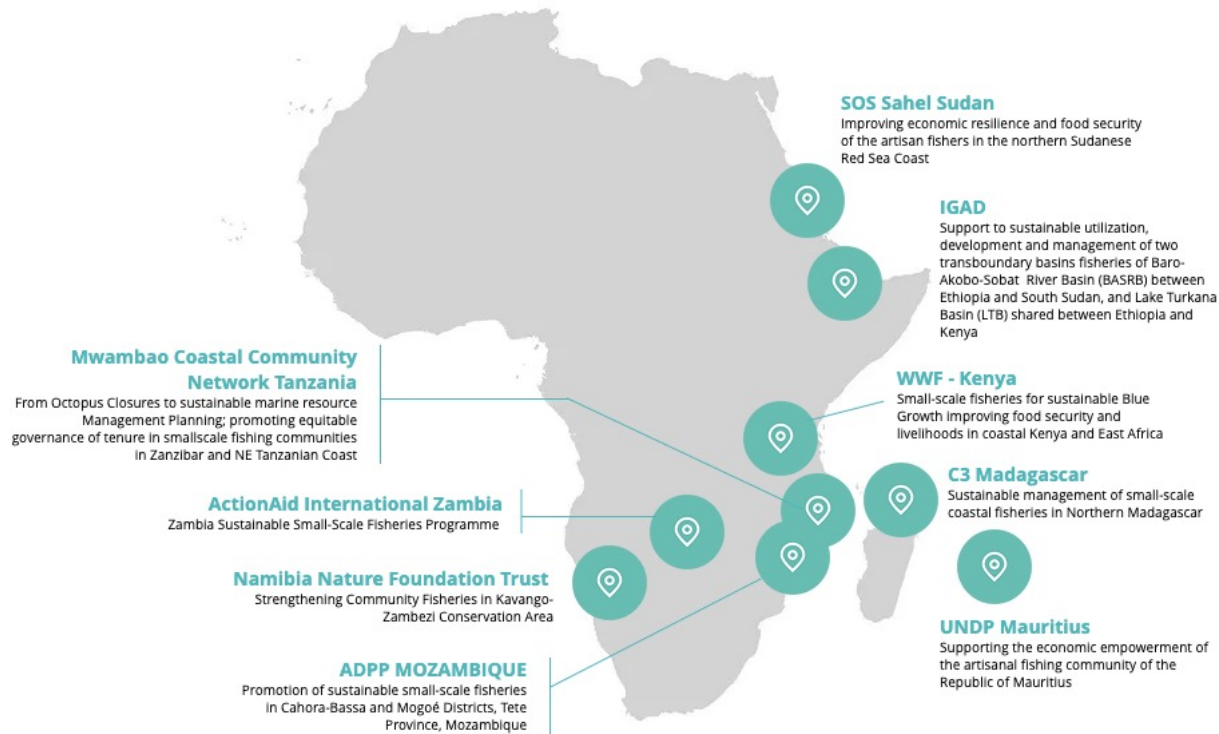 SOS Sahel Sudan
Improving economic resilience and food security
of the artisan fishers in the northern Sudanese
Red Sea Coast
IGAD
Support to sustainable utilization,
development and management of two
transboundary basins fisheries of Baro-
Akobo-Sobat River Basin (BASRB) between
Ethiopia and South Sudan, and Lake Turkana
Basin (LTB) shared between Ethiopia and
Kenya
Mwambao Coastal Community
Network Tanzania
From Octopus Closures to sustainable marine resource
Management Planning; promoting equitable
governance of tenure in smallscale fishing communities
in Zanzibar and NE Tanzanian Coast
WWF - Kenya
Small-scale fisheries for sustainable Blue
Growth improving food security and
livelihoods in coastal Kenya and East Africa
C3 Madagascar
Sustainable management of small-scale
coastal fisheries in Northern Madagascar
ActionAid International Zambia
Zambia Sustainable Small-Scale Fisheries Programme
Namibia Nature Foundation Trust
Strengthening Community Fisheries in Kavango-
Zambezi Conservation Area
UNDP Mauritius
Supporting the economic empowerment of
the artisanal fishing community of the
Republic of Mauritius
ADPP MOZAMBIQUE
Promotion of sustainable small-scale fisheries
in Cahora-Bassa and Mogoé Districts, Tete
Province, Mozambique